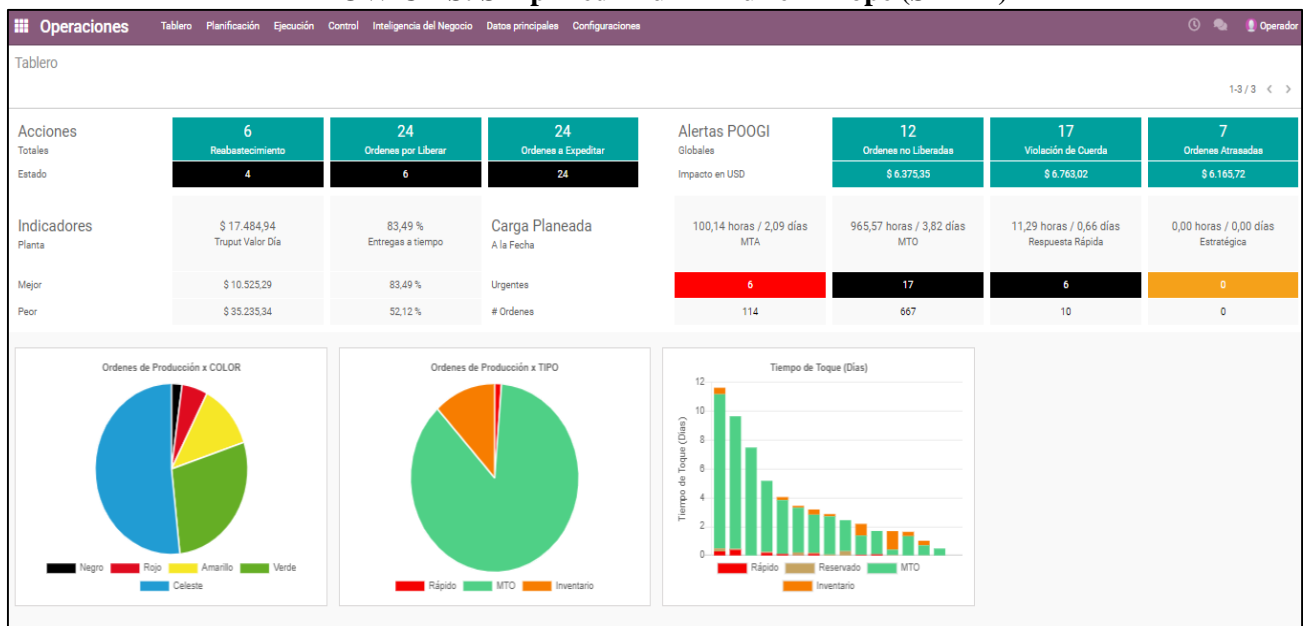 Operaciones Tablero Planificación Ejecución Control Inteligencia del Negocio Datos principales Configuraciones Operador
Tablero
1-3 / 3
Acciones 6 24 24 Alertas POOGI 12 17 7
Totales Reabastecimiento Ordenes por Liberar Ordenes a Expeditar Globales Ordenes no Liberadas Violación de Cuerda Ordenes Atrasadas
Estado 4 6 24 Impacto en USD $ 6.375,35 $ 6.763,02 $ 6.165,72
Indicadores $ 17.484,94 83,49 % Carga Planeada 100,14 horas / 2,09 días 965,57 horas / 3,82 días 11,29 horas / 0,66 días 0,00 horas / 0,00 días
Planta Truput Valor Día Entregas a tiempo A la Fecha MTA MTO Respuesta Rápida Estratégica
Mejor $ 10.525,29 83,49 % Urgentes 6 17 6 0
Peor $ 35.235,34 52,12 % # Ordenes 114 667 10 0
Ordenes de Producción x COLOR
Negro Rojo Amarillo Verde
Celeste
Ordenes de Producción x TIPO
Rápido MTO Inventario
Tiempo de Toque (Días)
Tiempo de Toque (Días)
12
10
8
6
4
2
0
Rápido Reservado MTO
Inventario